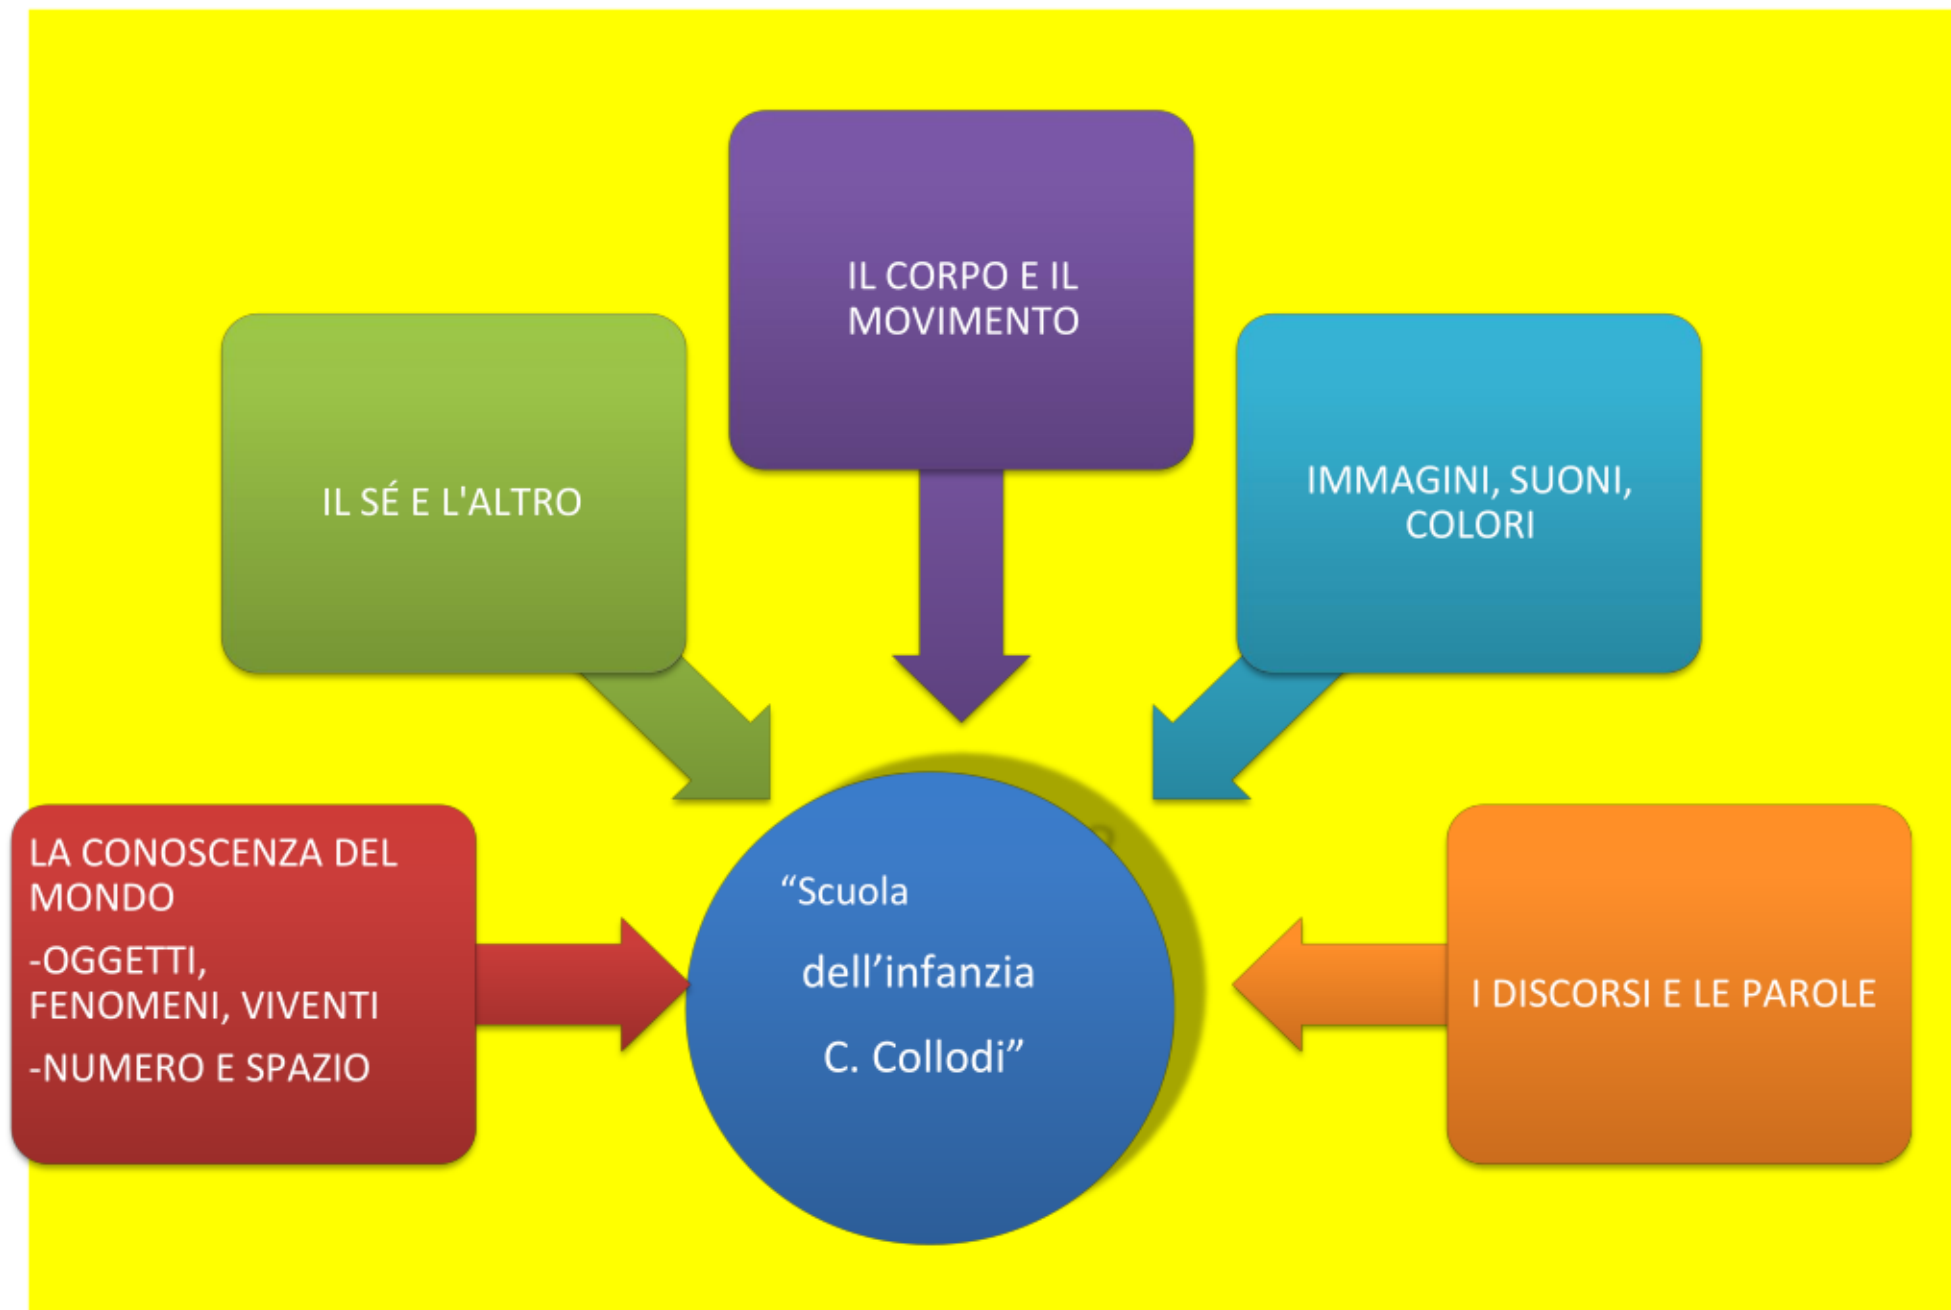 IL CORPO E IL
MOVIMENTO
IL SÉ E L'ALTRO
IMMAGINI, SUONI,
COLORI
LA CONOSCENZA DEL
MONDO
-OGGETTI,
FENOMENI, VIVENTI
-NUMERO E SPAZIO
“Scuola
dell’infanzia
C. Collodi”
I DISCORSI E LE PAROLE